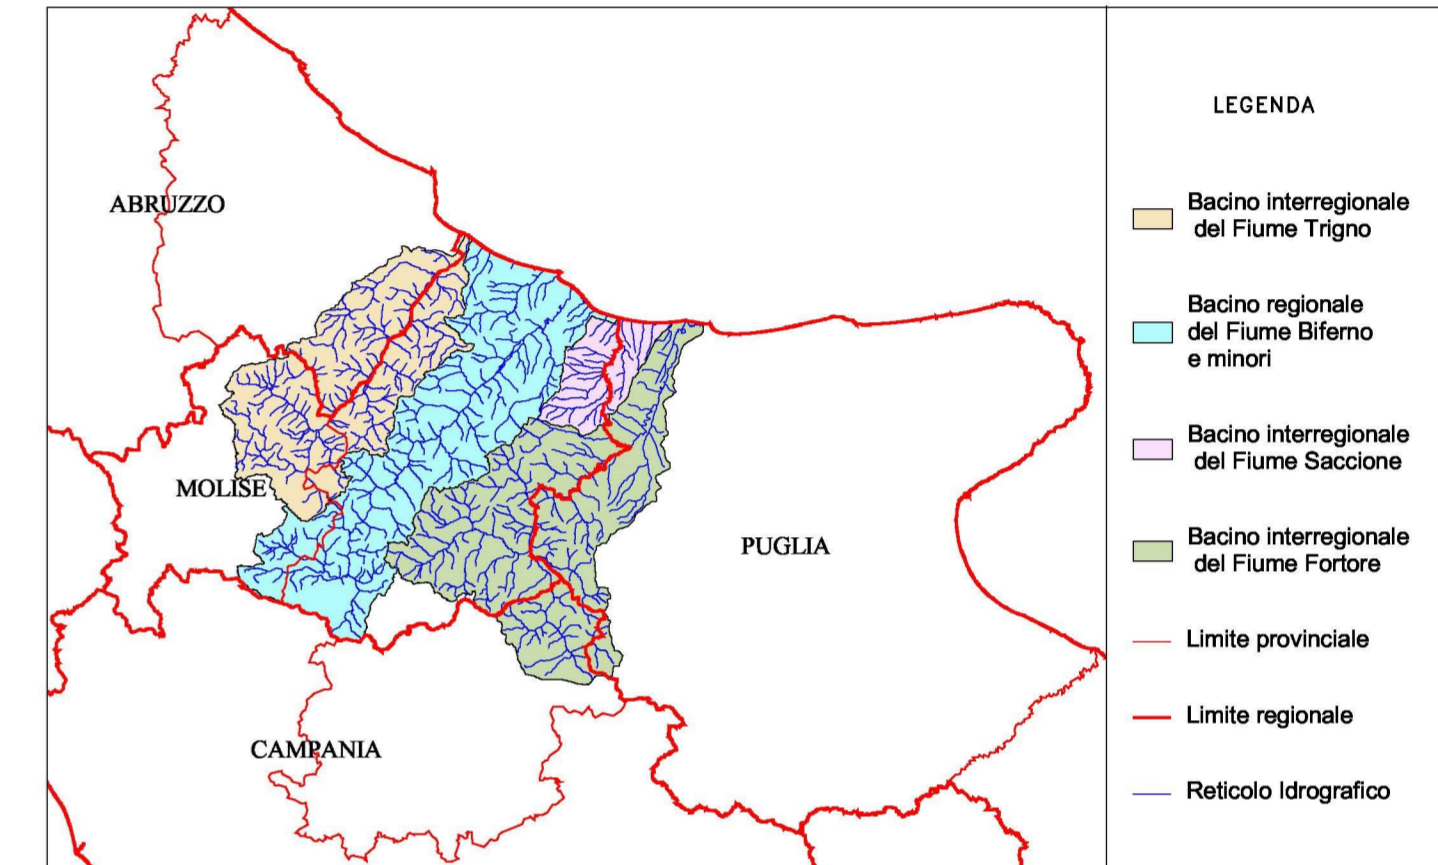 ABRUZZO
MOLISE
PUGLIA
CAMPANIA
LEGENDA
Bacino interregionale
del Fiume Trigno
Bacino regionale
del Fiume Biferno
e minori
Bacino interregionale
del Fiume Saccione
Bacino interregionale
del Fiume Fortore
Limite provinciale
Limite regionale
Reticolo Idrografico